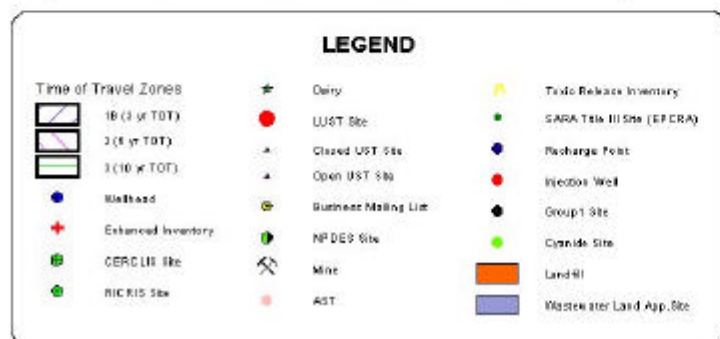 LEGEND
Time of Travel Zones
1B (3 yr TOT)
2 (6 yr TOT)
3 (10 yr TOT)
Wellhead
Enhanced Inventory
CERCLIS Site
RICRIS Site
Dairy
LUST Site
Closed UST Site
Open UST Site
Business Mailing List
NPDES Site
Mine
AST
Toxic Release Inventory
SARA Title III Site (EPCRA)
Recharge Point
Injection Well
Group1 Site
Cyanide Site
Landfill
Wastewater Land App.Site